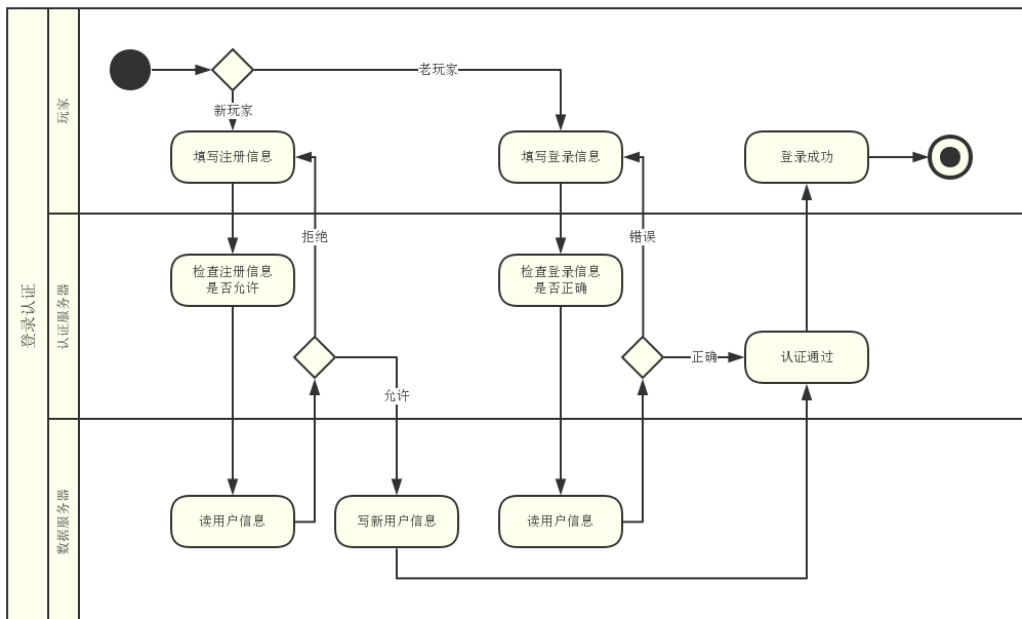 登录认证
玩家
老玩家
新玩家
填写注册信息
填写登录信息
登录成功
认证服务器
拒绝
错误
检查注册信息
是否允许
检查登录信息
是否正确
正确
认证通过
允许
数据服务器
读用户信息
写新用户信息
读用户信息